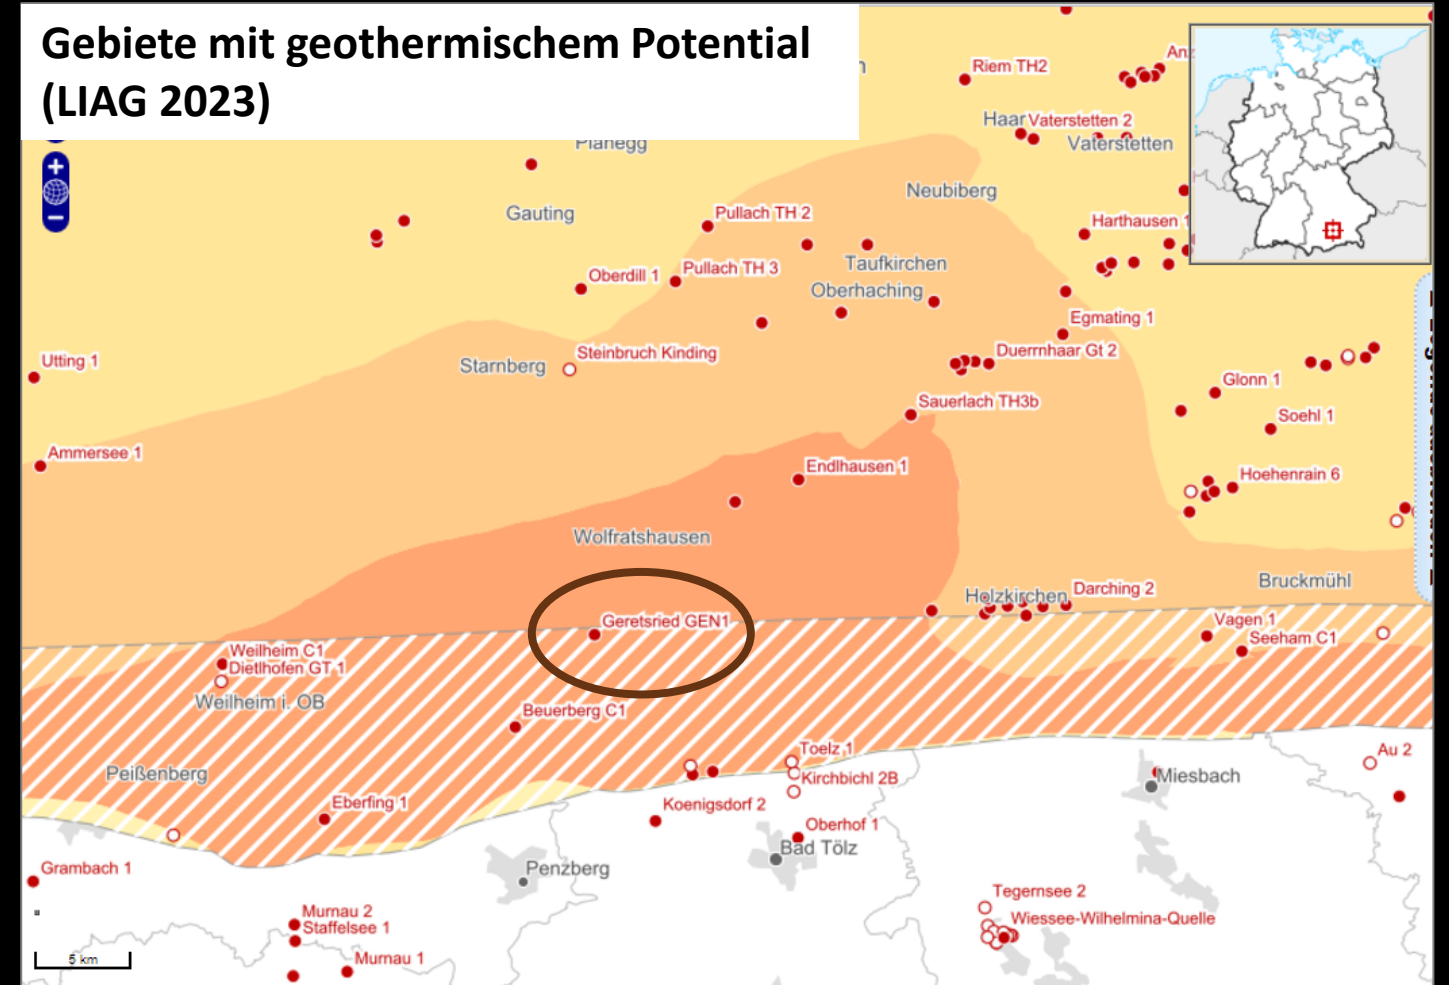 Gebiete mit geothermischem Potential
(LIAG 2023)
Riem TH2
Haar
Vaterstetten 2
Vaterstetten
Planegg
Neubiberg
Gauting
Pullach TH 2
Harthausen 1
Taufkirchen
Oberdill 1
Pullach TH 3
Oberhaching
Egmating 1
Utting 1
Steinbruch Kinding
Starnberg
Duerrnhaar Gt 2
Glonn 1
Sauerlach TH3b
Soehl 1
Ammersee 1
Endlhausen 1
Hoehenrain 6
Wolfratshausen
Bruckmühl
Holzkirchen
Darching 2
Geretsried GEN1
Vagen 1
Seeham C1
Weilheim C1
Dietlhofen GT 1
Weilheim i. OB
Beuerberg C1
Toelz 1
Au 2
Peißenberg
Kirchbichl 2B
Miesbach
Eberfing 1
Koenigsdorf 2
Oberhof 1
Bad Tölz
Grambach 1
Penzberg
Tegernsee 2
Murnau 2
Wiessee-Wilhelmina-Quelle
Staffelsee 1
Murnau 1
5 km